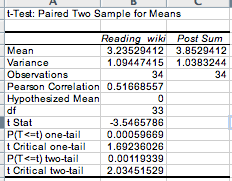 A B C
t-Test: Paired Two Sample for Means
Reading wiki Post Sum
Mean 3.23529412 3.8529412
Variance 1.09447415 1.0383244
Observations 34 34
Pearson Correlation 0.51668557
Hypothesized Mean 0
df 33
t Stat -3.5465786
P(T<=t) one-tail 0.00059669
t Critical one-tail 1.69236026
P(T<=t) two-tail 0.00119339
t Critical two-tail 2.03451529